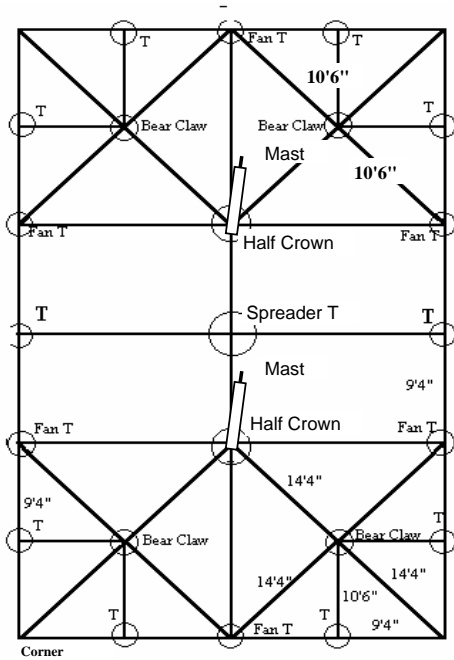 T
Fan T
T
10'6"
T
Bear Claw
Bear Claw
Mast
10'6"
Fan T
Fan T
Half Crown
T
Spreader T
T
Mast
9'4"
Fan T
Half Crown
Fan T
14'4"
9'4"
T
T
Bear Claw
Bear Claw
14'4"
14'4"
10'6"
T
Fan T
T
9'4"
Corner